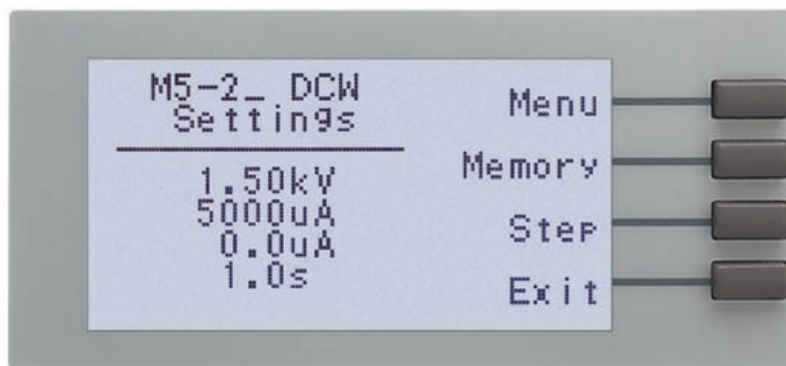 M5-2_ DCW
Settings
1.50kV
5000uA
0.0uA
1.0s
Menu
Memory
Step
Exit